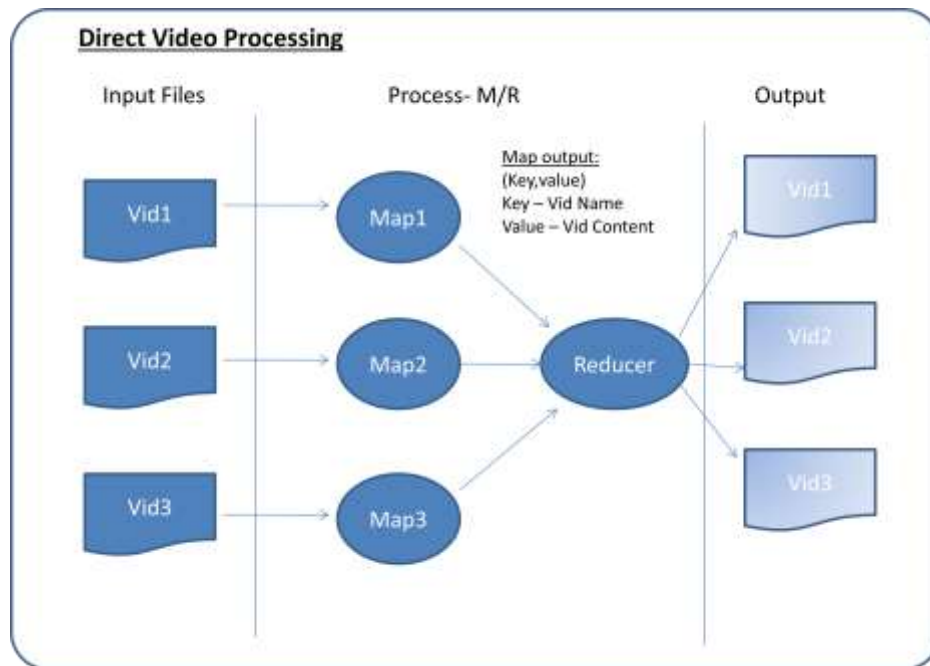 Direct Video Processing
Input Files
Process- M/R
Output
Map output:
(Key,value)
Key – Vid Name
Value – Vid Content
Vid1
Map1
Vid1
Vid2
Map2
Reducer
Vid2
Vid3
Map3
Vid3